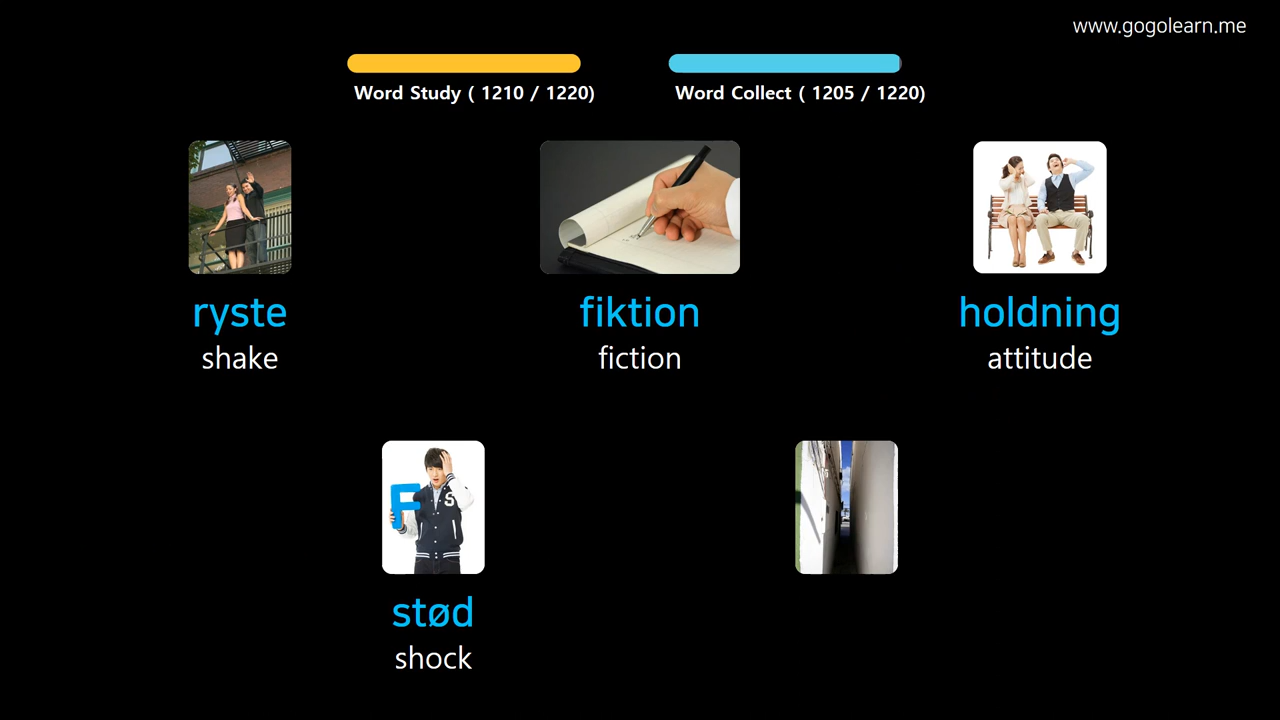 www.gogolearn.me
Word Study ( 1210 / 1220)
Word Collect ( 1205 / 1220)
ryste
shake
fiktion
fiction
holdning
attitude
F
S
stød
shock